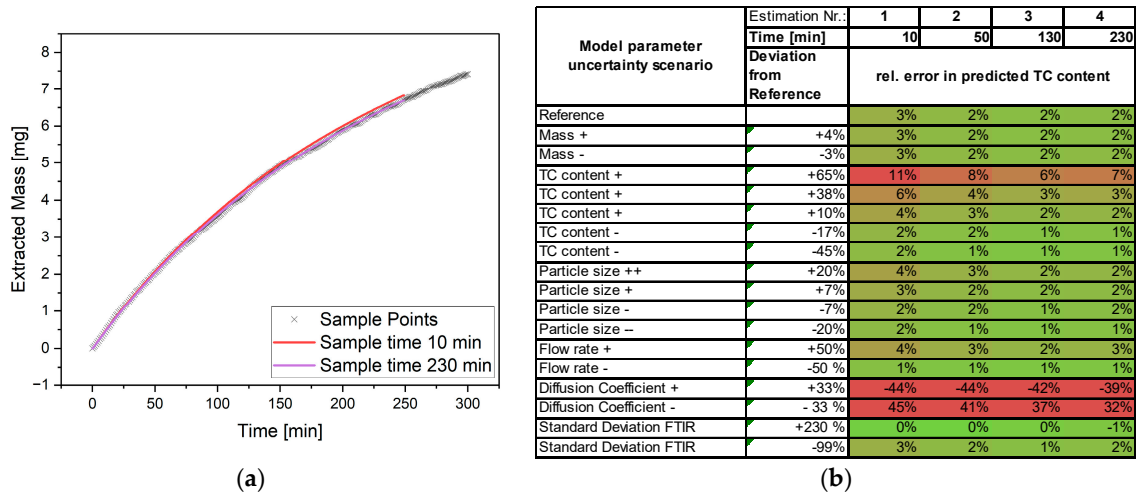 Extracted Mass [mg]
8
7
6
5
4
3
2
1
0
−1
0 50 100 150 200 250 300
Time [min]
Sample Points
Sample time 10 min
Sample time 230 min
(a)
Model parameter
uncertainty scenario
Estimation Nr.: 1 2 3 4
Time [min] 10 50 130 230
Deviation
from
Reference
rel. error in predicted TC content
Reference 3% 2% 2% 2%
Mass + +4% 3% 2% 2% 2%
Mass - -3% 3% 2% 2% 2%
TC content + +65% 11% 8% 6% 7%
TC content + +38% 6% 4% 3% 3%
TC content + +10% 4% 3% 2% 2%
TC content - -17% 2% 2% 1% 1%
TC content - -45% 2% 1% 1% 1%
Particle size ++ +20% 4% 3% 2% 2%
Particle size + +7% 3% 2% 2% 2%
Particle size - -7% 2% 2% 1% 2%
Particle size -- -20% 2% 1% 1% 1%
Flow rate + +50% 4% 3% 2% 3%
Flow rate - -50 % 1% 1% 1% 1%
Diffusion Coefficient + +33% -44% -44% -42% -39%
Diffusion Coefficient - - 33 % 45% 41% 37% 32%
Standard Deviation FTIR +230 % 0% 0% 0% -1%
Standard Deviation FTIR -99% 3% 2% 1% 2%
(b)